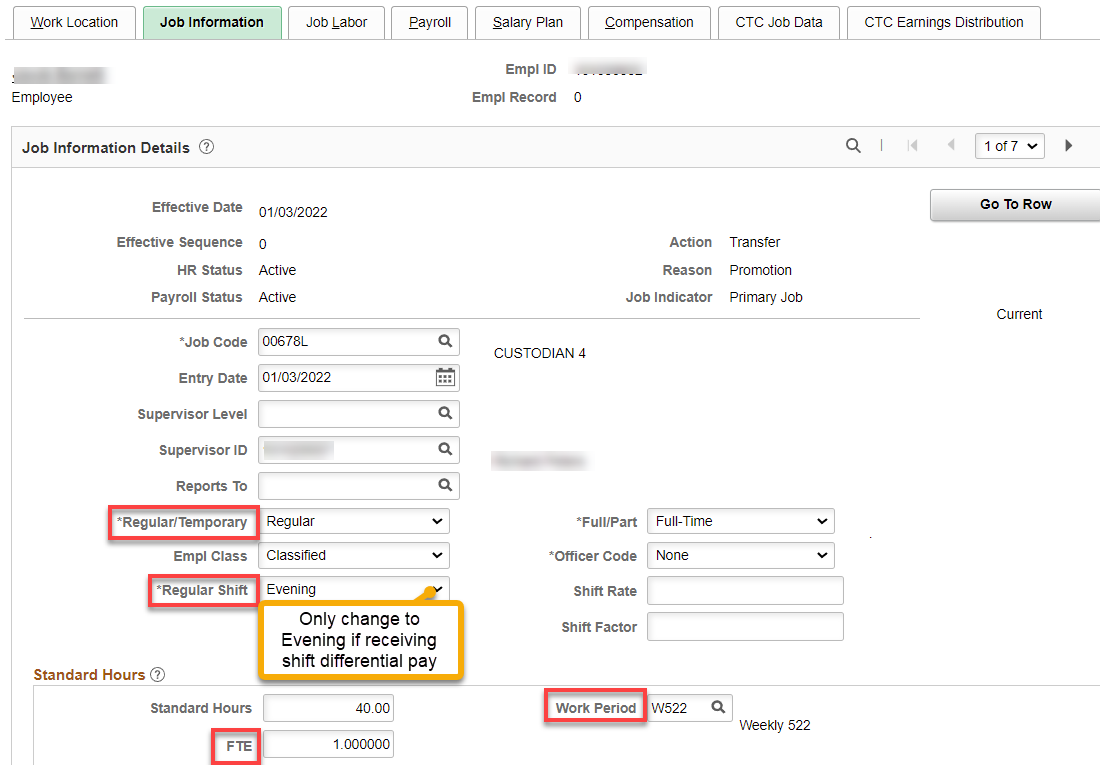 Work Location Job Information Job Labor Payroll Salary Plan Compensation CTC Job Data CTC Earnings Distribution
Empl ID
Employee
Empl Record 0
Job Information Details ? 1 of 7
Go To Row
Effective Date 01/03/2022
Effective Sequence 0 Action Transfer
HR Status Active Reason Promotion
Payroll Status Active Job Indicator Primary Job
Current
*Job Code 00678L
CUSTODIAN 4
Entry Date 01/03/2022
Supervisor Level
Supervisor ID
Reports To
*Regular/Temporary Regular *Full/Part Full-Time
Empl Class Classified *Officer Code None
*Regular Shift Evening Shift Rate
Only change to
Evening if receiving
shift differential pay
Shift Factor
Standard Hours ?
Standard Hours 40.00 Work Period W522
Weekly 522
FTE 1.000000